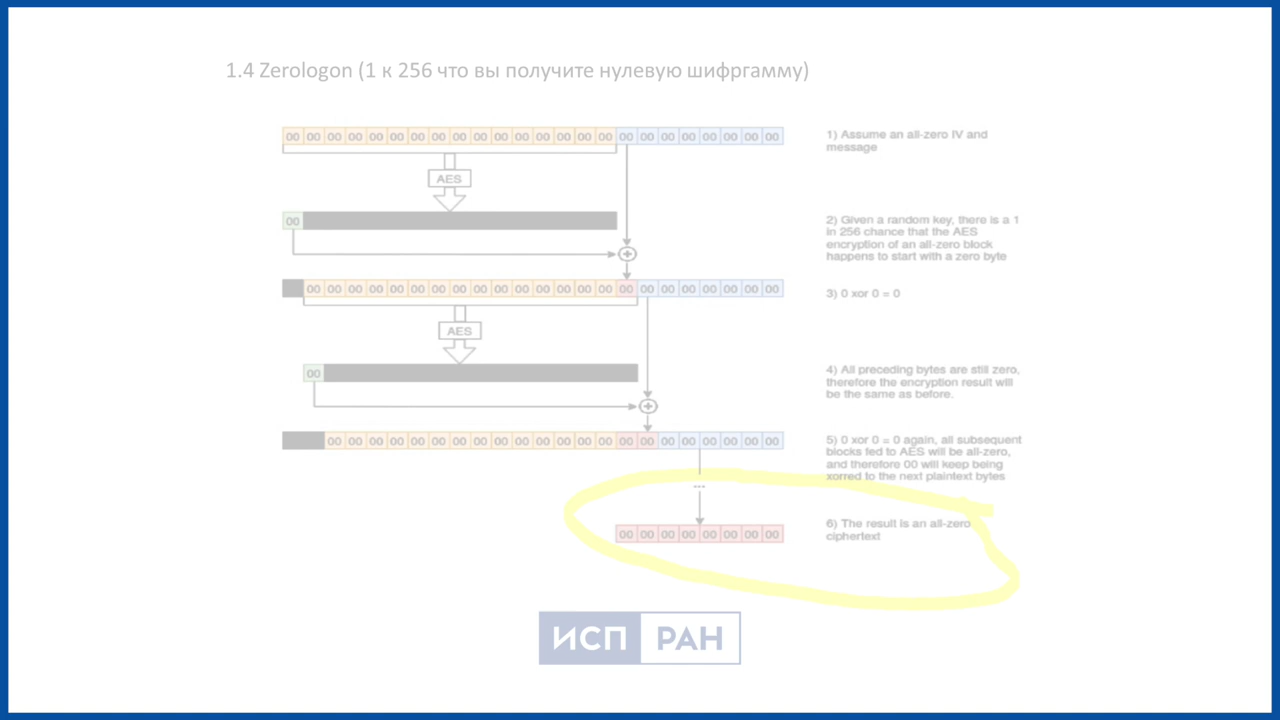 1.4 Zerologon (1 к 256 что вы получите нулевую шифргамму)
00 00 00 00 00 00 00 00 00 00 00 00 00 00 00 00 00 00 00 00 00 00 00 00
1) Assume an all-zero IV and
message
AES
00
2) Given a random key, there is a 1
in 256 chance that the AES
encryption of an all-zero block
happens to start with a zero byte
00 00 00 00 00 00 00 00 00 00 00 00 00 00 00 00 00 00 00 00 00 00 00
3) 0 xor 0 = 0
AES
00
4) All preceding bytes are still zero,
therefore the encryption result will
be the same as before.
00 00 00 00 00 00 00 00 00 00 00 00 00 00 00 00 00 00 00 00 00 00
5) 0 xor 0 = 0 again, all subsequent
blocks fed to AES will be all-zero,
and therefore 00 will keep being
xorred to the next plaintext bytes
...
00 00 00 00 00 00 00 00
6) The result is an all-zero
ciphertext
ИСП РАН